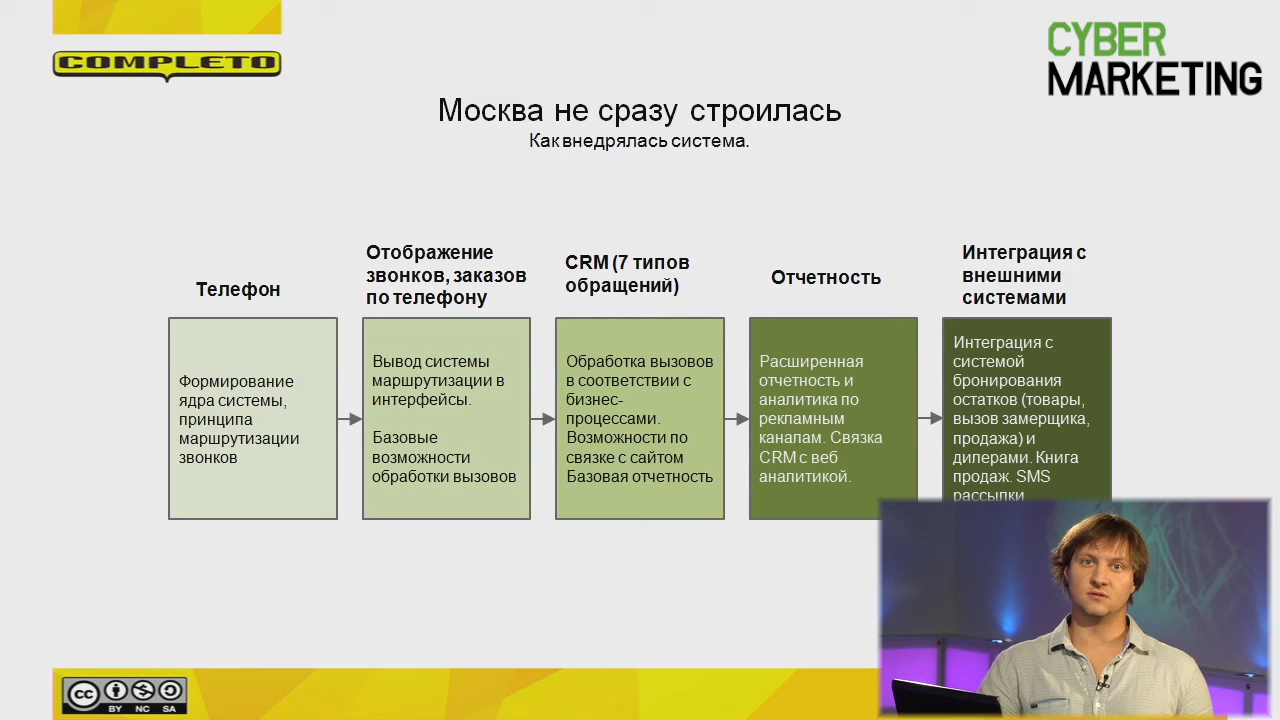 COMPLETO
CYBER
MARKETING
Москва не сразу строилась
Как внедрялась система.
Телефон
Формирование
ядра системы,
принципа
маршрутизации
звонков
Отображение
звонков, заказов
по телефону
Вывод системы
маршрутизации в
интерфейсы.
Базовые
возможности
обработки вызовов
CRM (7 типов
обращений)
Обработка вызовов
в соответствии с
бизнес-
процессами.
Возможности по
связке с сайтом
Базовая отчетность
Отчетность
Расширенная
отчетность и
аналитика по
рекламным
каналам. Связка
CRM с веб
аналитикой.
Интеграция с
внешними
системами
Интеграция с
системой
бронирования
остатков (товары,
вызов замерщика,
продажа) и
дилерами. Книга
продаж. SMS
рассылки
cc
BY NC SA